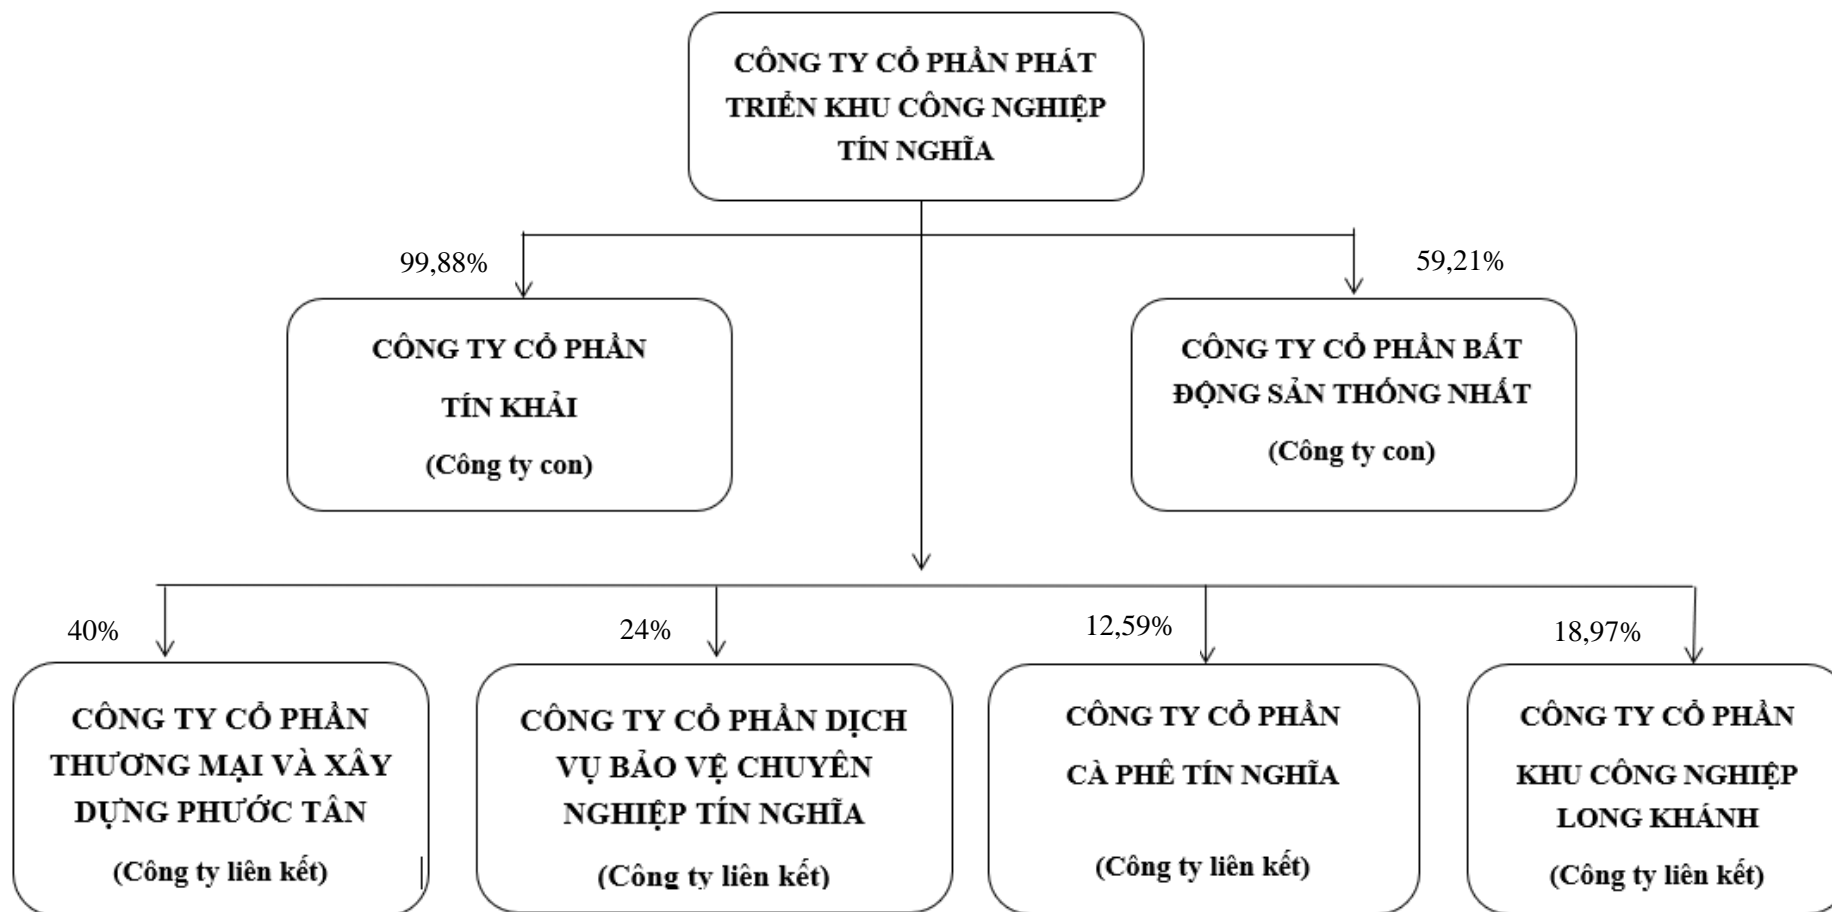 CÔNG TY CỔ PHẦN PHÁT
TRIỂN KHU CÔNG NGHIỆP
TÍN NGHĨA
99,88%
59,21%
CÔNG TY CỔ PHẦN
TÍN KHẢI
(Công ty con)
CÔNG TY CỔ PHẦN BẤT
ĐỘNG SẢN THỐNG NHẤT
(Công ty con)
40%
24%
12,59%
18,97%
CÔNG TY CỔ PHẦN
THƯƠNG MẠI VÀ XÂY
DỰNG PHƯỚC TÂN
(Công ty liên kết)
CÔNG TY CỔ PHẦN DỊCH
VỤ BẢO VỆ CHUYÊN
NGHIỆP TÍN NGHĨA
(Công ty liên kết)
CÔNG TY CỔ PHẦN
CÀ PHÊ TÍN NGHĨA
(Công ty liên kết)
CÔNG TY CỔ PHẦN
KHU CÔNG NGHIỆP
LONG KHÁNH
(Công ty liên kết)